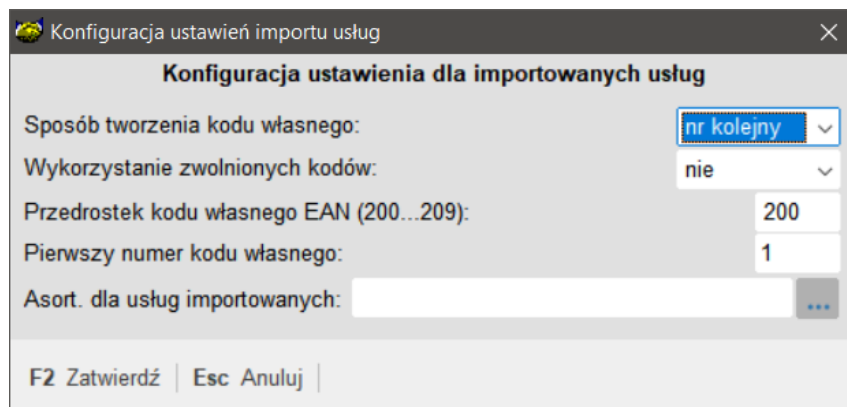 Konfiguracja ustawień importu usług
Konfiguracja ustawienia dla importowanych usług
Sposób tworzenia kodu własnego: nr kolejny
Wykorzystanie zwolnionych kodów: nie
Przedrostek kodu własnego EAN (200...209): 200
Pierwszy numer kodu własnego: 1
Asort. dla usług importowanych: ...
F2 Zatwierdź Esc Anuluj